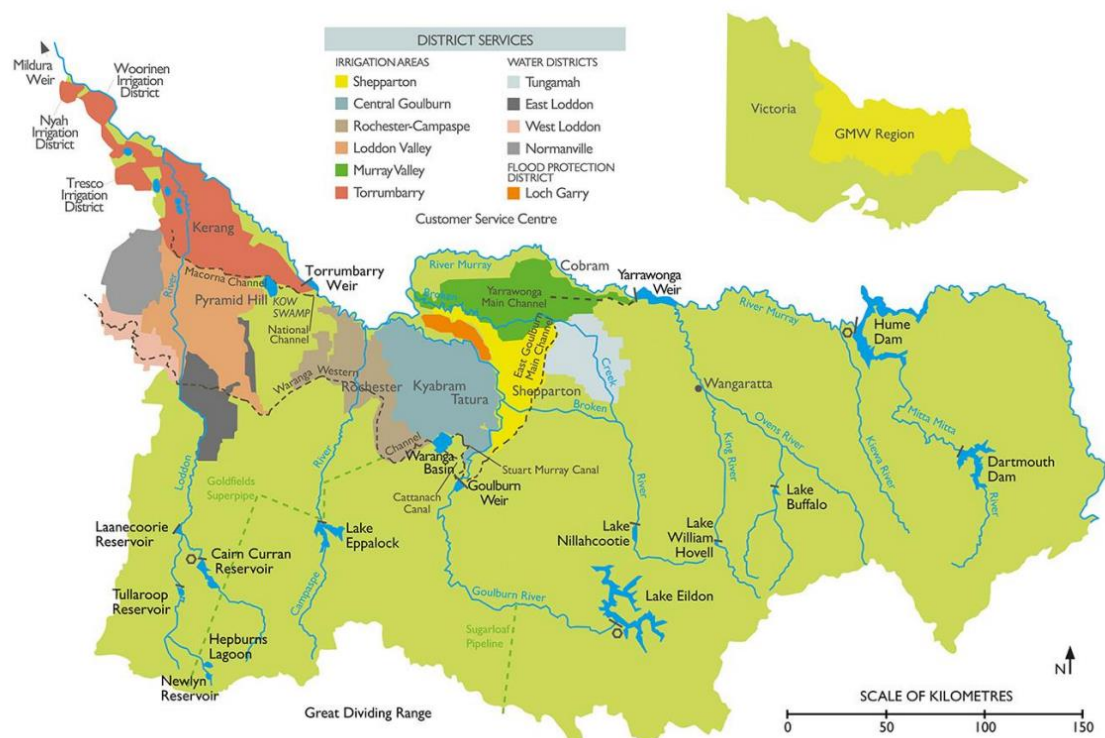 DISTRICT SERVICES
IRRIGATION AREAS
Shepparton
Central Goulburn
Rochester-Campaspe
Loddon Valley
Murray Valley
Torrumbarry
WATER DISTRICTS
Tungamah
East Loddon
West Loddon
Normanville
FLOOD PROTECTION
DISTRICT
Loch Garry
Customer Service Centre
Victoria
GMW Region
Mildura
Weir
Woorinen
Irrigation
District
Nyah
Irrigation
District
Tresco
Irrigation
District
Kerang
River
Macorna Channel
Pyramid Hill
KOW
SWAMP
Torrumbarry
Weir
National
Channel
River Murray
Cobram
Broken
Yarrawonga
Main Channel
Yarrawonga
Weir
River Murray
Hume
Dam
East Goulburn
Main Channel
Creek
Waranga Western
Rochester
Kyabram
Tatura
Shepparton
Broken
Wangaratta
Ovens River
King River
Kiewa River
Mitta Mitta
River
Dartmouth
Dam
Channel
Waranga
Basin
Stuart Murray Canal
Cattanach
Canal
Goulburn
Weir
Loddon
River
Goldfields
Superpipe
River
Lake
Buffalo
Laanecoorie
Reservoir
Lake
Eppalock
Lake
Nillahcootie
Lake
William
Hovell
Cairn Curran
Reservoir
Tullaroop
Reservoir
Campaspe
Goulburn River
Lake Eildon
Hepburns
Lagoon
Sugarloaf
Pipeline
Newlyn
Reservoir
Great Dividing Range
N
SCALE OF KILOMETRES
0 50 100 150